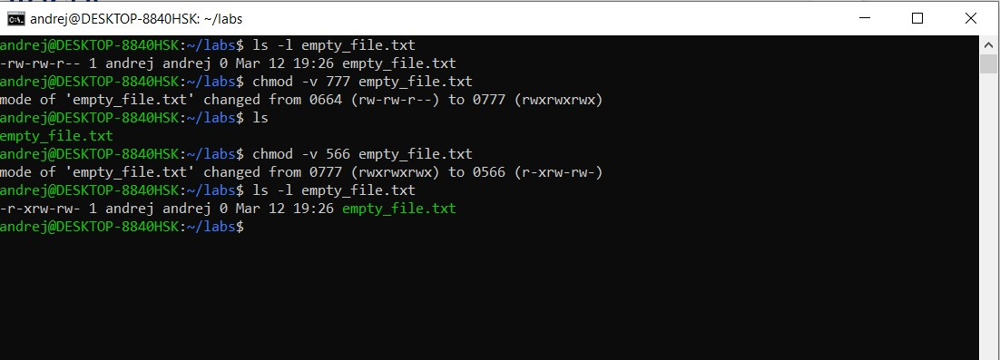 andrej@DESKTOP-8840HSK: ~/labs
andrej@DESKTOP-8840HSK:~/labs$ ls -l empty_file.txt
-rw-rw-r-- 1 andrej andrej 0 Mar 12 19:26 empty_file.txt
andrej@DESKTOP-8840HSK:~/labs$ chmod -v 777 empty_file.txt
mode of 'empty_file.txt' changed from 0664 (rw-rw-r--) to 0777 (rwxrwxrwx)
andrej@DESKTOP-8840HSK:~/labs$ ls
empty_file.txt
andrej@DESKTOP-8840HSK:~/labs$ chmod -v 566 empty_file.txt
mode of 'empty_file.txt' changed from 0777 (rwxrwxrwx) to 0566 (r-xrw-rw-)
andrej@DESKTOP-8840HSK:~/labs$ ls -l empty_file.txt
-r-xrw-rw- 1 andrej andrej 0 Mar 12 19:26 empty_file.txt
andrej@DESKTOP-8840HSK:~/labs$